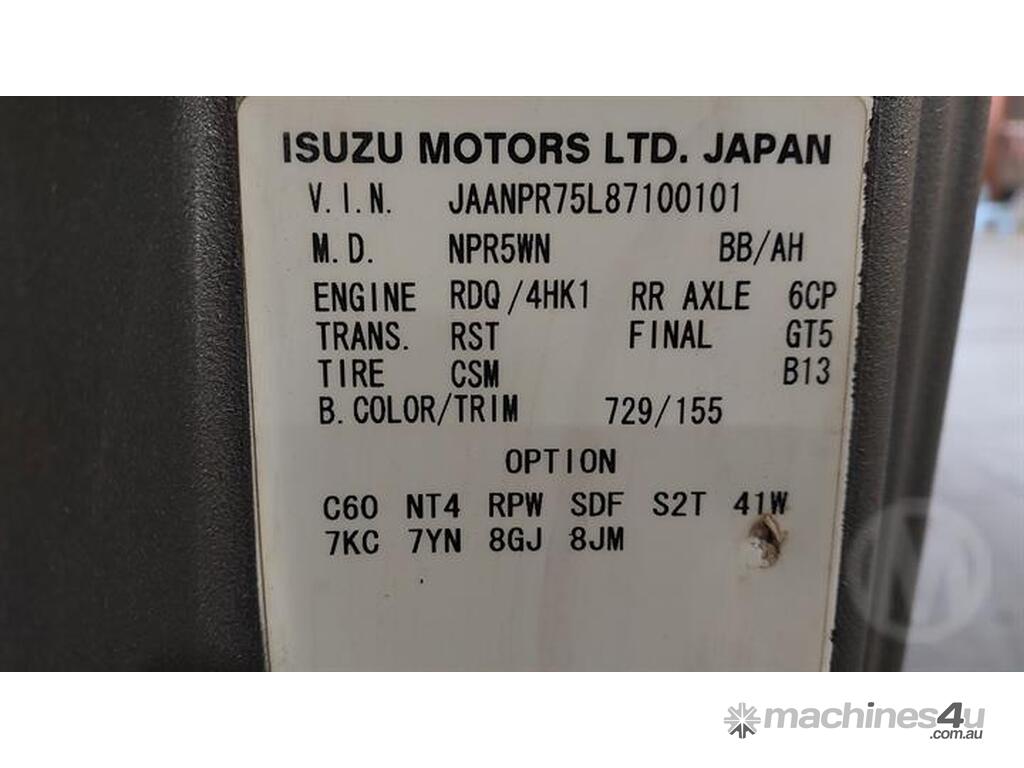 ISUZU MOTORS LTD. JAPAN
V.I.N. JAANPR75L87100101
M.D. NPR5WN BB/AH
ENGINE RDQ/4HK1 RR AXLE 6CP
TRANS. RST FINAL GT5
TIRE CSM B13
B.COLOR/TRIM 729/155
OPTION
C60 NT4 RPW SDF S2T 41W
7KC 7YN 8GJ 8JM
M
machines4u
.com.au